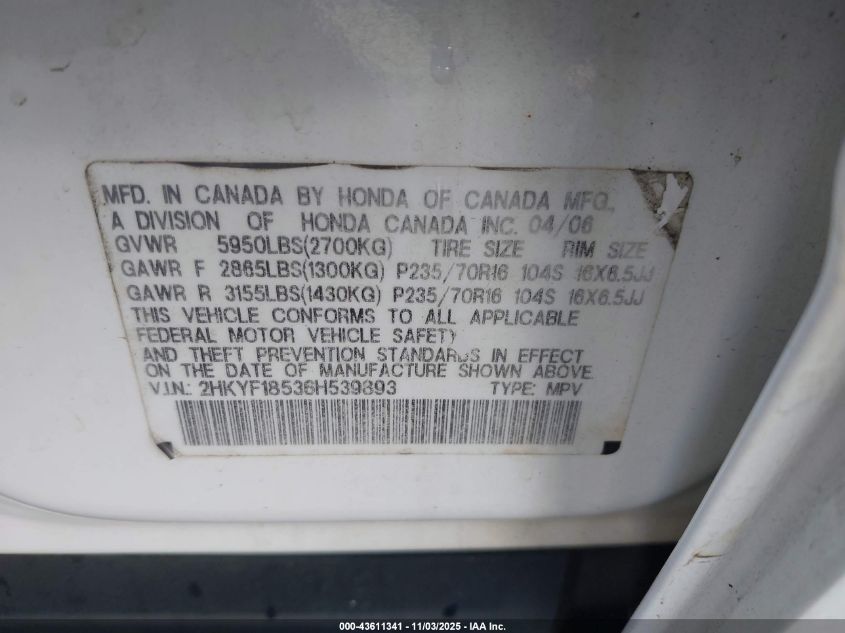 MFD. IN CANADA BY HONDA OF CANADA MFG.,
A DIVISION OF HONDA CANADA INC. 04/06
GVWR 5950LBS(2700KG) TIRE SIZE RIM SIZE
GAWR F 2865LBS(1300KG) P235/70R16 104S 16X6.5JJ
GAWR R 3155LBS(1430KG) P235/70R16 104S 16X6.5JJ
THIS VEHICLE CONFORMS TO ALL APPLICABLE
FEDERAL MOTOR VEHICLE SAFETY
AND THEFT PREVENTION STANDARDS IN EFFECT
ON THE DATE OF MANUFACTURE SHOWN ABOVE.
V.I.N.: 2HKYF18536H539893 TYPE: MPV
000-43611341 - 11/03/2025 - IAA Inc.